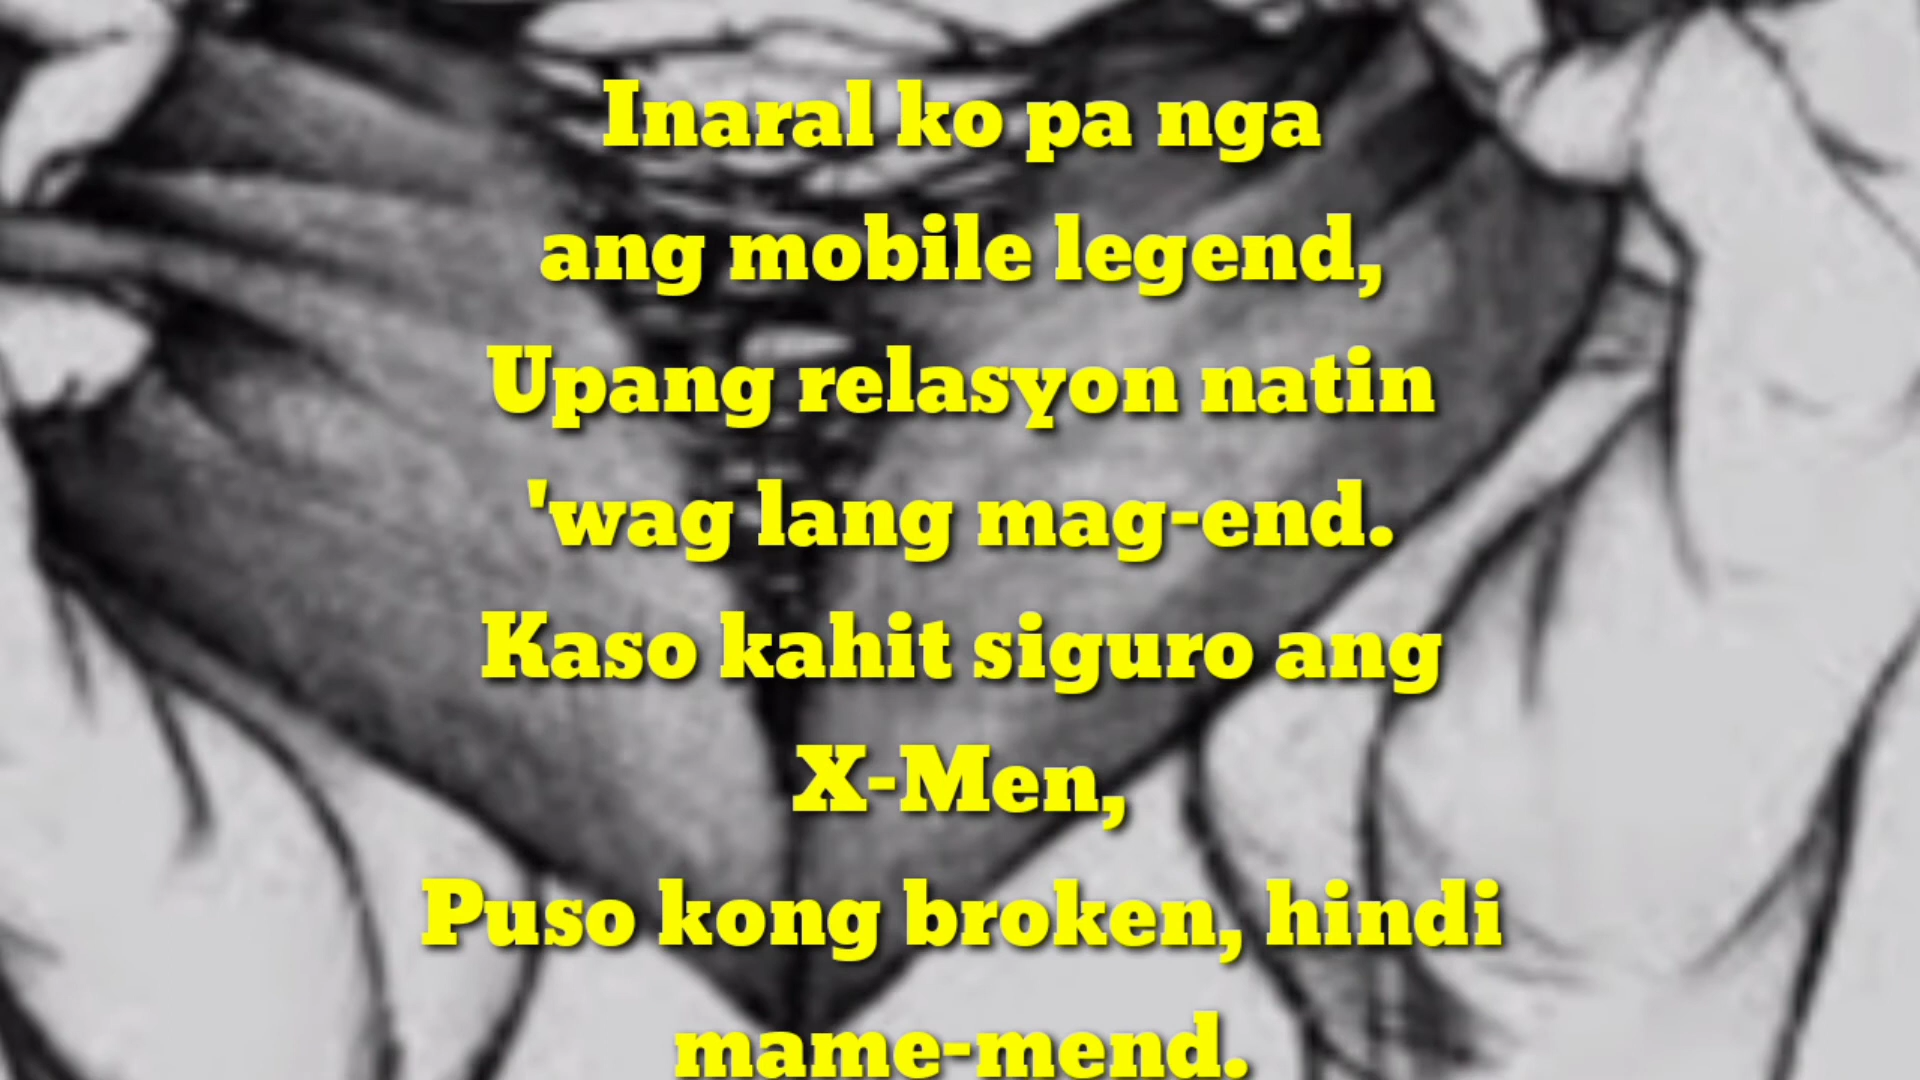 Inaral ko pa nga
ang mobile legend,
Upang relasyon natin
'wag lang mag-end.
Kaso kahit siguro ang
X-Men,
Puso kong broken, hindi
mame-mend.